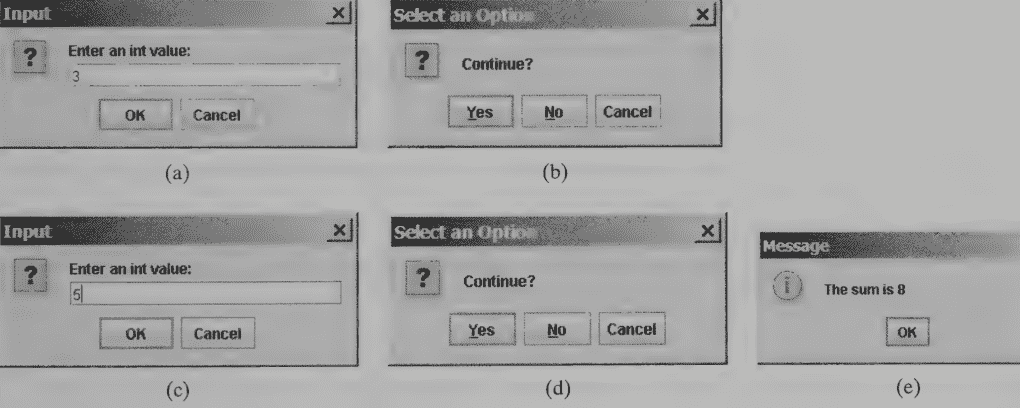 Input
Enter an int value:
3
OK Cancel
(a)
Select an Option
Continue?
Yes No Cancel
(b)
Input
Enter an int value:
5
OK Cancel
(c)
Select an Option
Continue?
Yes No Cancel
(d)
Message
The sum is 8
OK
(e)